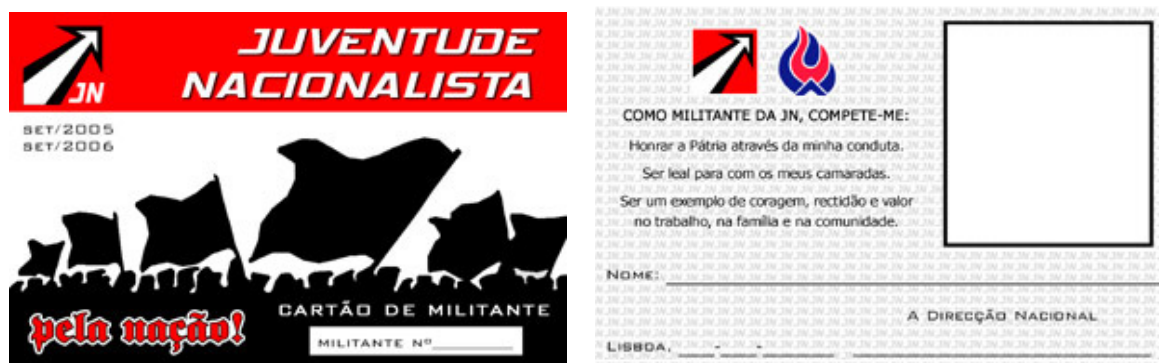 JN
JUVENTUDE
NACIONALISTA
SET/2005
SET/2006
pela nação!
CARTÃO DE MILITANTE
MILITANTE Nº
COMO MILITANTE DA JN, COMPETE-ME:
Honrar a Pátria através da minha conduta.
Ser leal para com os meus camaradas.
Ser um exemplo de coragem, rectidão e valor
no trabalho, na família e na comunidade.
NOME:
A DIRECÇÃO NACIONAL
LISBOA,